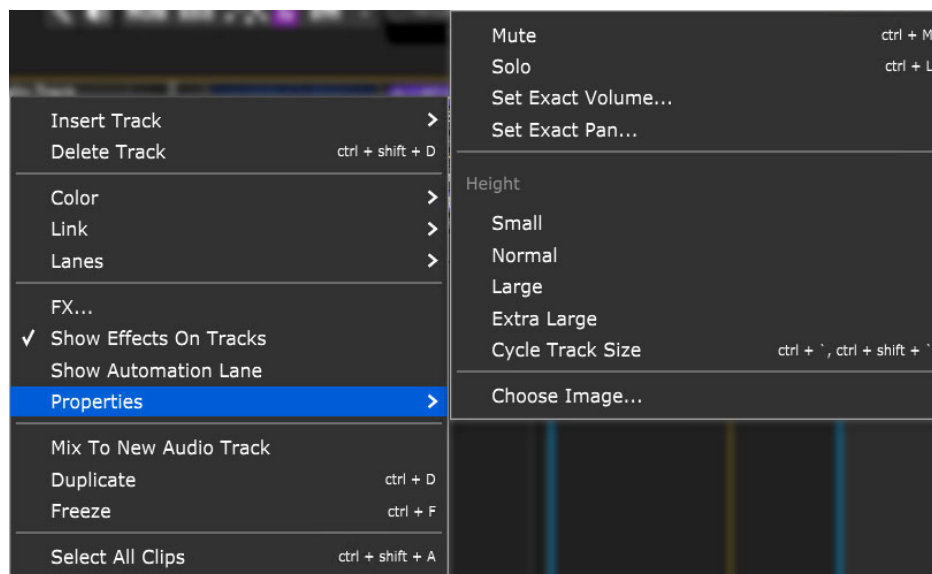 Insert Track
Delete Track ctrl + shift + D
Color
Link
Lanes
FX...
✓ Show Effects On Tracks
Show Automation Lane
Properties
Mix To New Audio Track
Duplicate ctrl + D
Freeze ctrl + F
Select All Clips ctrl + shift + A
Mute ctrl + M
Solo ctrl + L
Set Exact Volume...
Set Exact Pan...
Height
Small
Normal
Large
Extra Large
Cycle Track Size ctrl + `, ctrl + shift + `
Choose Image...